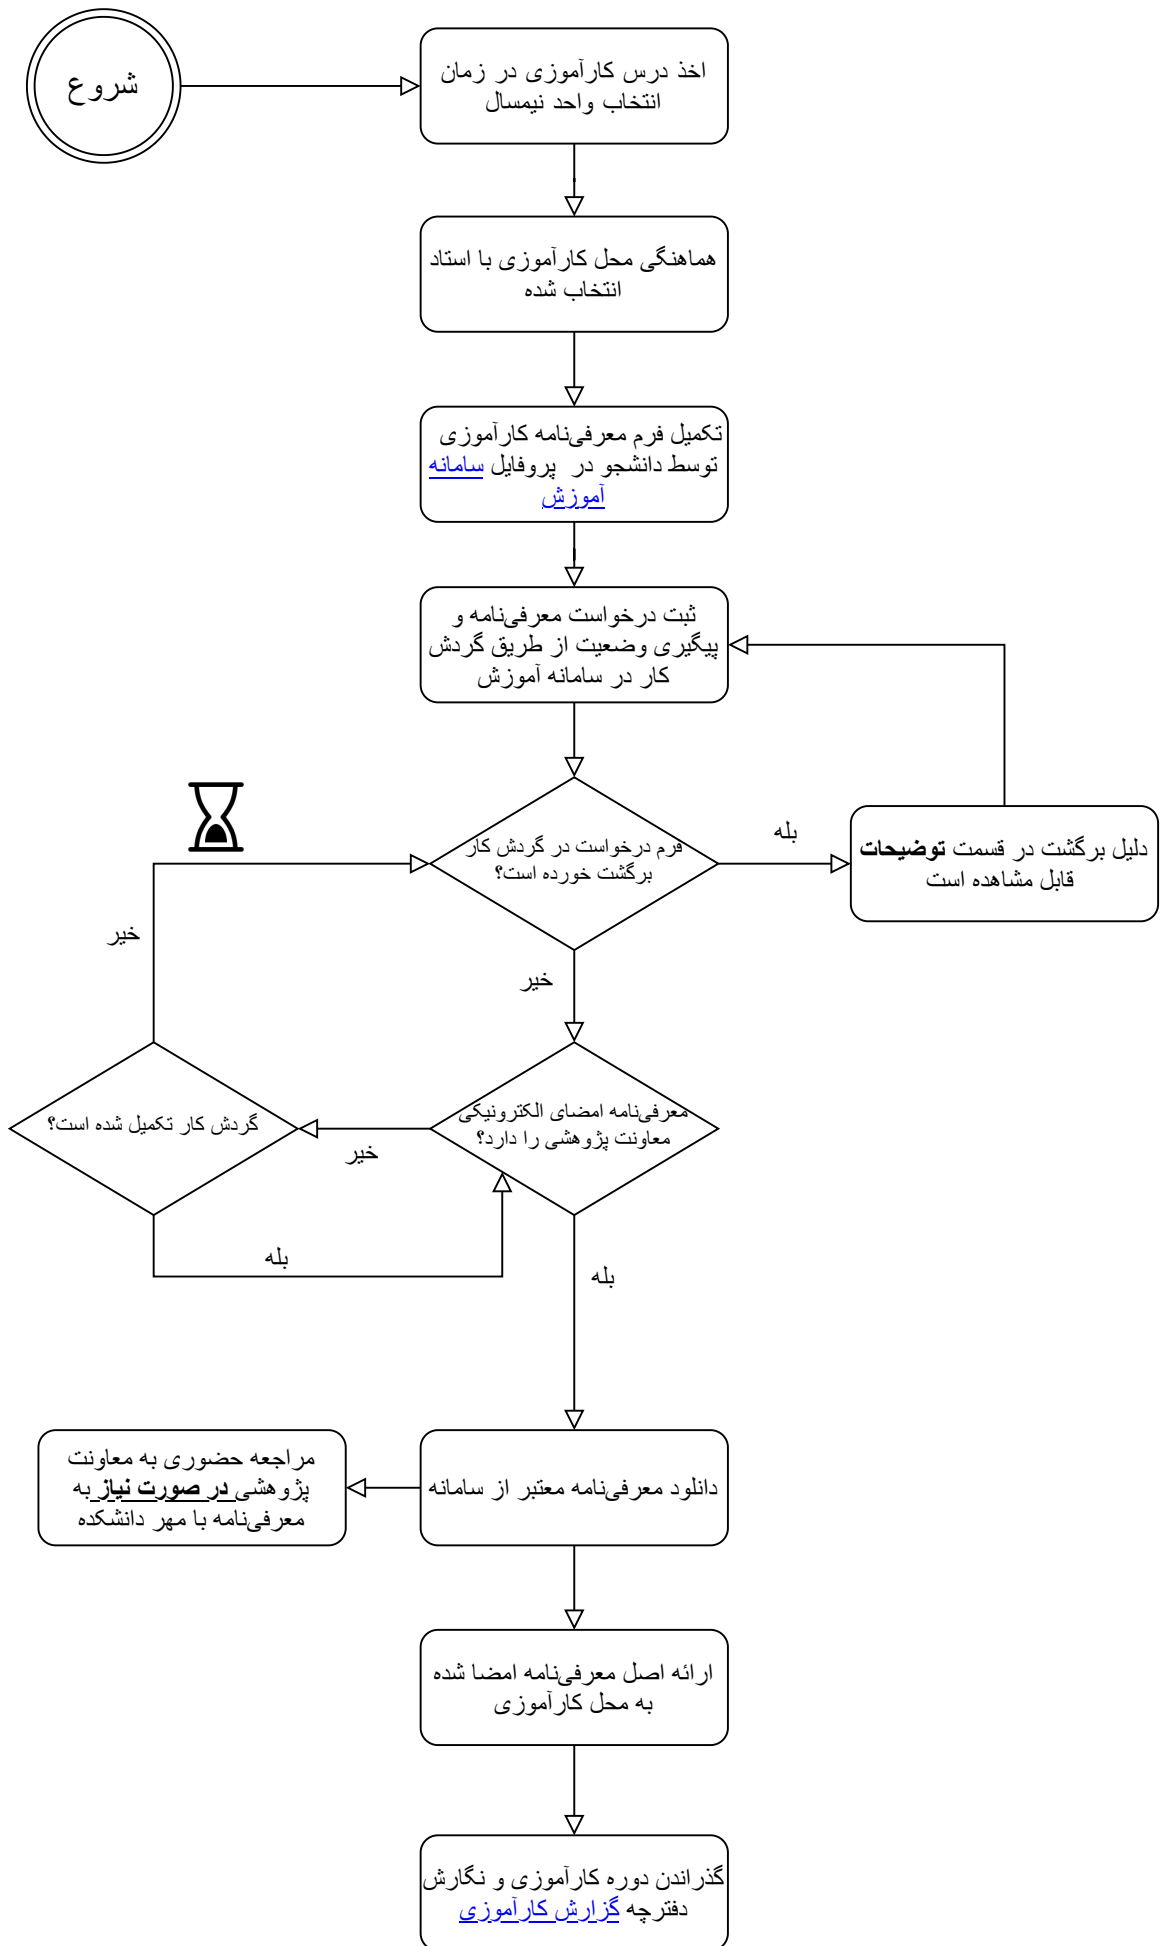 شروع
اخذ درس کارآموزی در زمان
انتخاب واحد نیمسال
هماهنگی محل کارآموزی با استاد
انتخاب شده
تکمیل فرم معرفی‌نامه کارآموزی
توسط دانشجو در پروفایل سامانه
آموزش
ثبت درخواست معرفی‌نامه و
پیگیری وضعیت از طریق گردش
کار در سامانه آموزش
فرم درخواست در گردش کار
برگشت خورده است؟
بله
دلیل برگشت در قسمت توضیحات
قابل مشاهده است
خیر
خیر
معرفی‌نامه امضای الکترونیکی
معاونت پژوهشی را دارد؟
خیر
گردش کار تکمیل شده است؟
بله
بله
دانلود معرفی‌نامه معتبر از سامانه
مراجعه حضوری به معاونت
پژوهشی در صورت نیاز به
معرفی‌نامه با مهر دانشکده
ارائه اصل معرفی‌نامه امضا شده
به محل کارآموزی
گذراندن دوره کارآموزی و نگارش
دفترچه گزارش کارآموزی